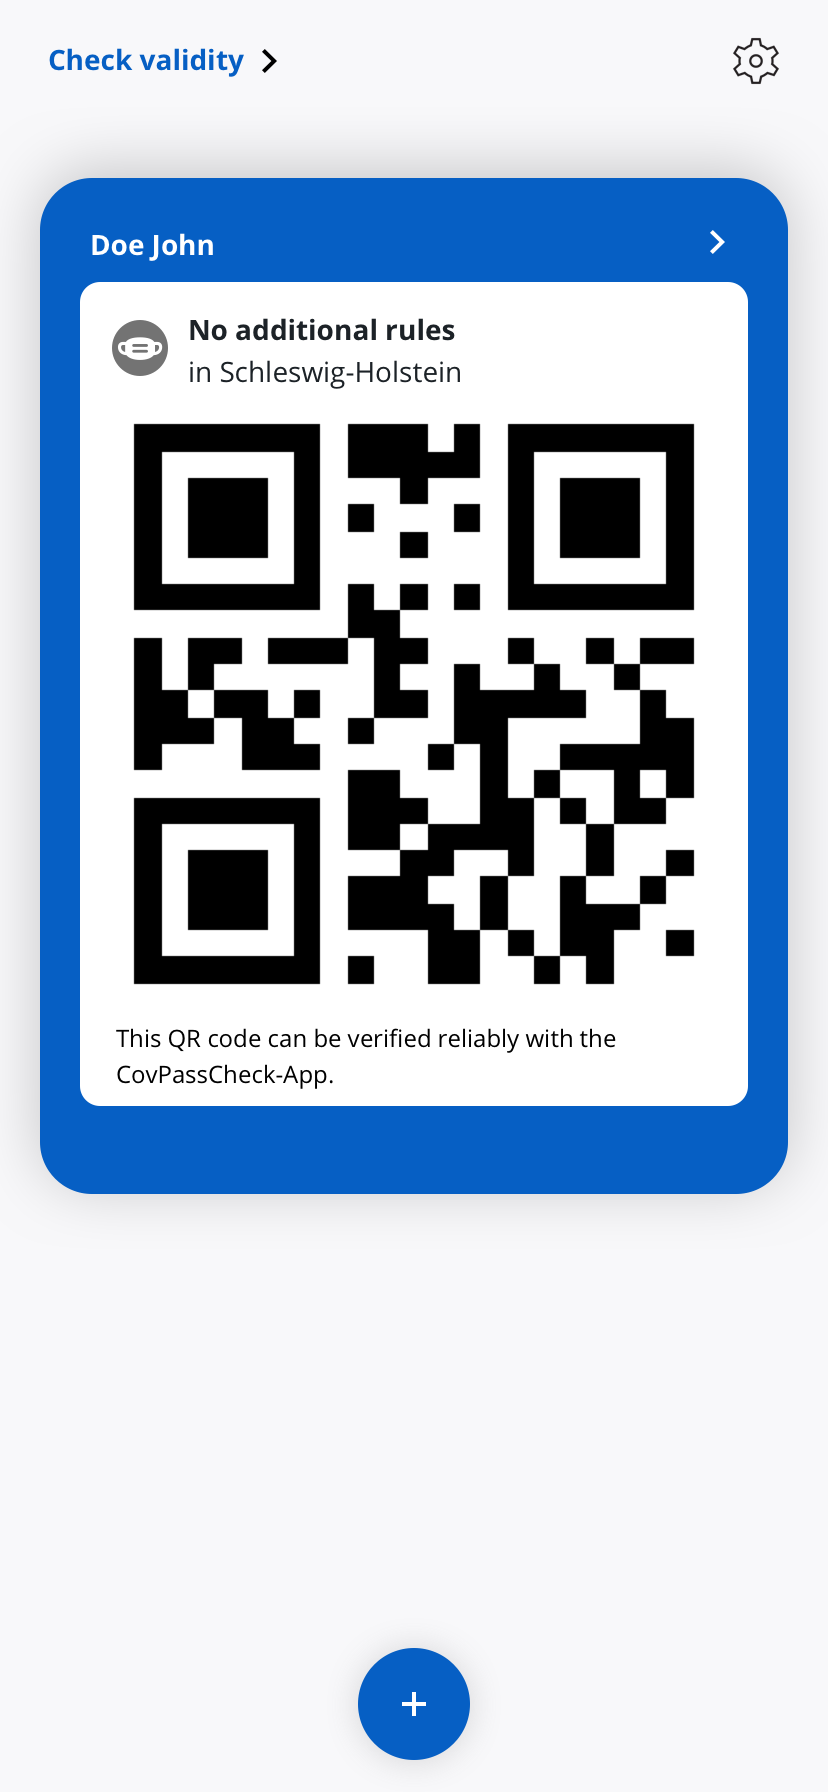 Check validity
Doe John
No additional rules
in Schleswig-Holstein
This QR code can be verified reliably with the
CovPassCheck-App.